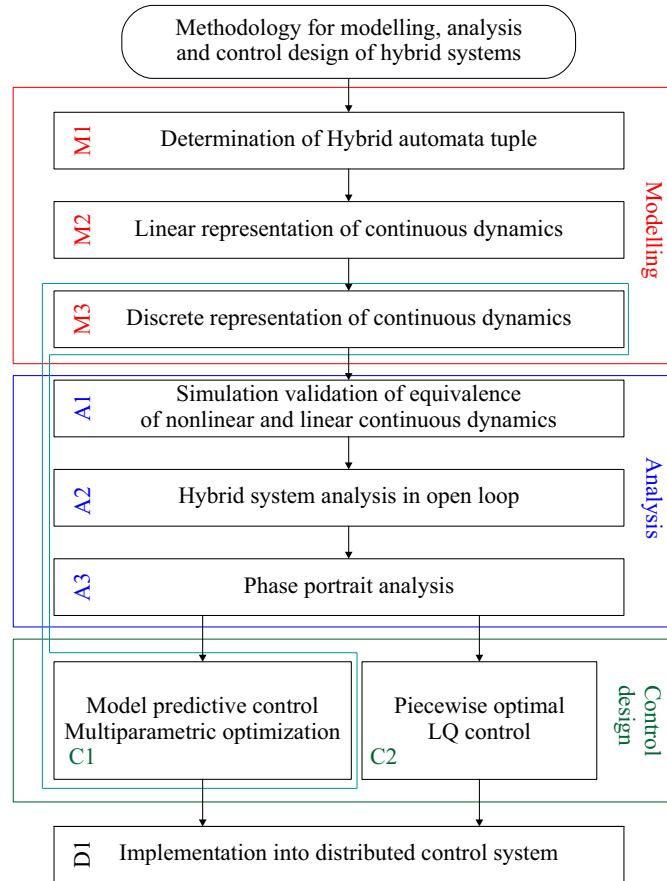 Methodology for modelling, analysis
and control design of hybrid systems
M1
Determination of Hybrid automata tuple
M2
Linear representation of continuous dynamics
M3
Discrete representation of continuous dynamics
Modelling
A1
Simulation validation of equivalence
of nonlinear and linear continuous dynamics
A2
Hybrid system analysis in open loop
A3
Phase portrait analysis
Analysis
Model predictive control
Multiparametric optimization
C1
Piecewise optimal
LQ control
C2
Control
design
D1
Implementation into distributed control system